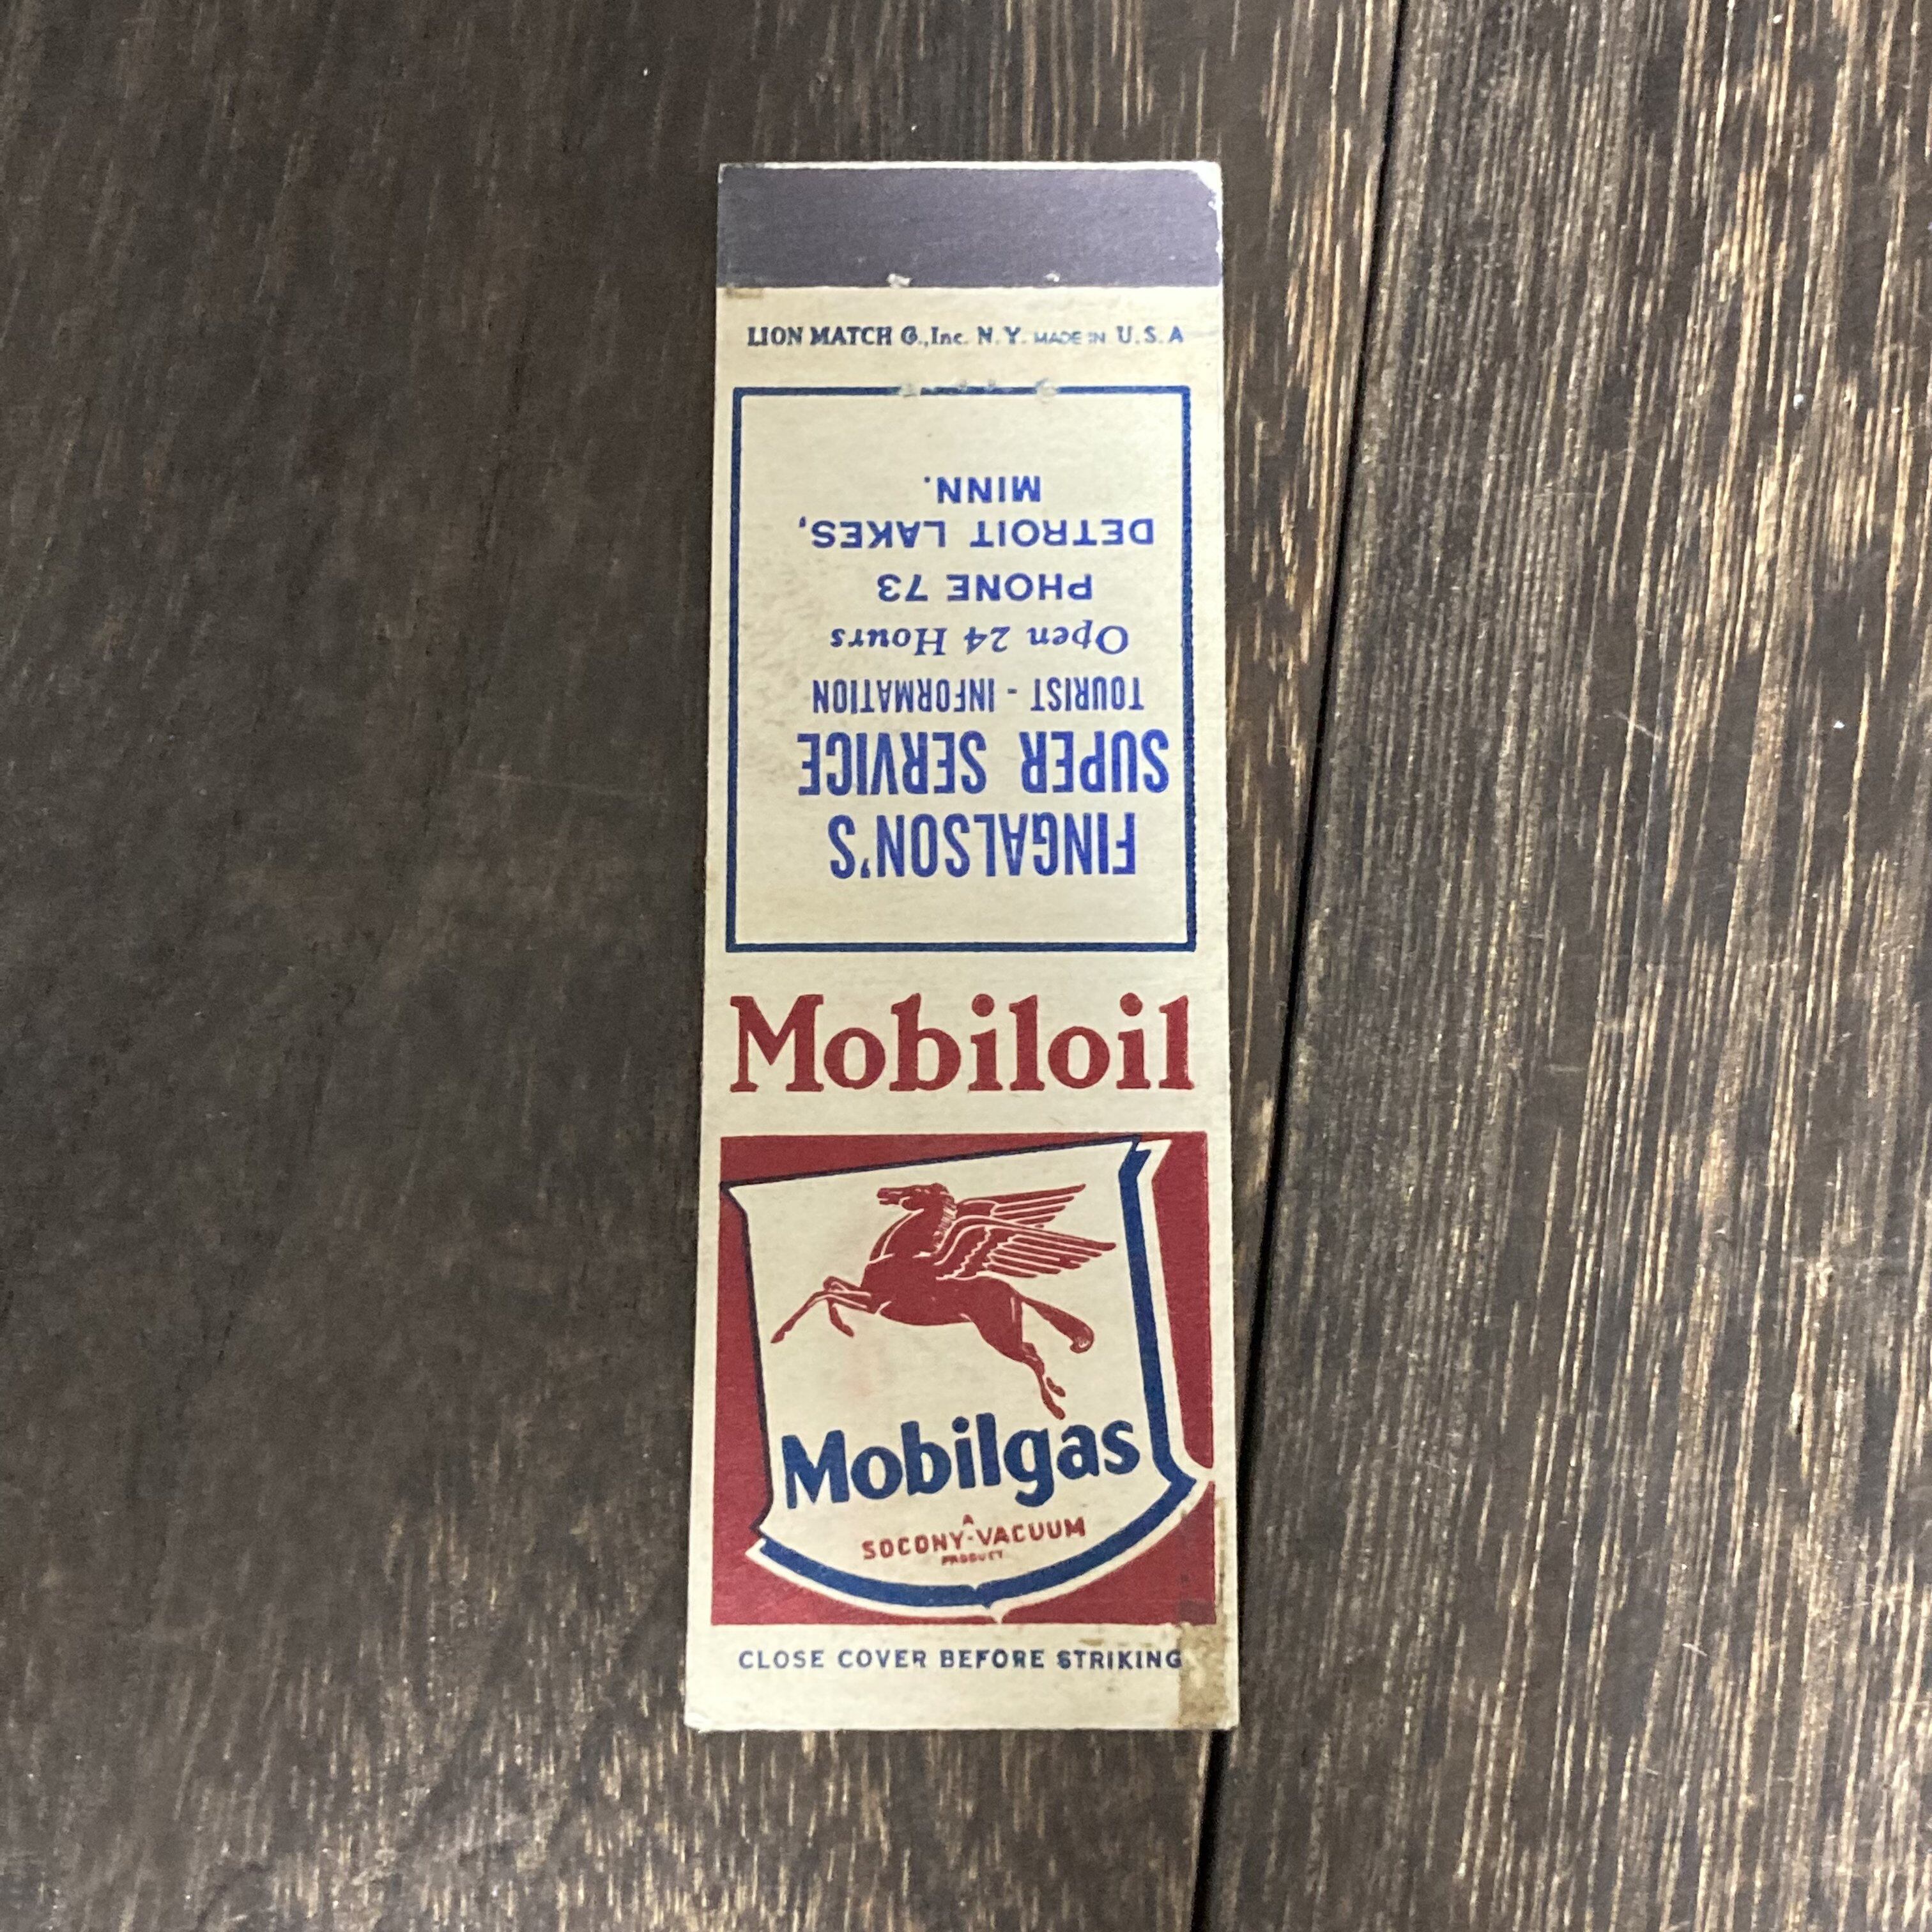 LION MATCH Co., Inc. N.Y. MADE IN U.S.A
FINGALSON'S
SUPER SERVICE
TOURIST - INFORMATION
Open 24 Hours
PHONE 73
DETROIT LAKES,
MINN.
Mobiloil
Mobilgas
A
SOCONY-VACUUM
PRODUCT
CLOSE COVER BEFORE STRIKING